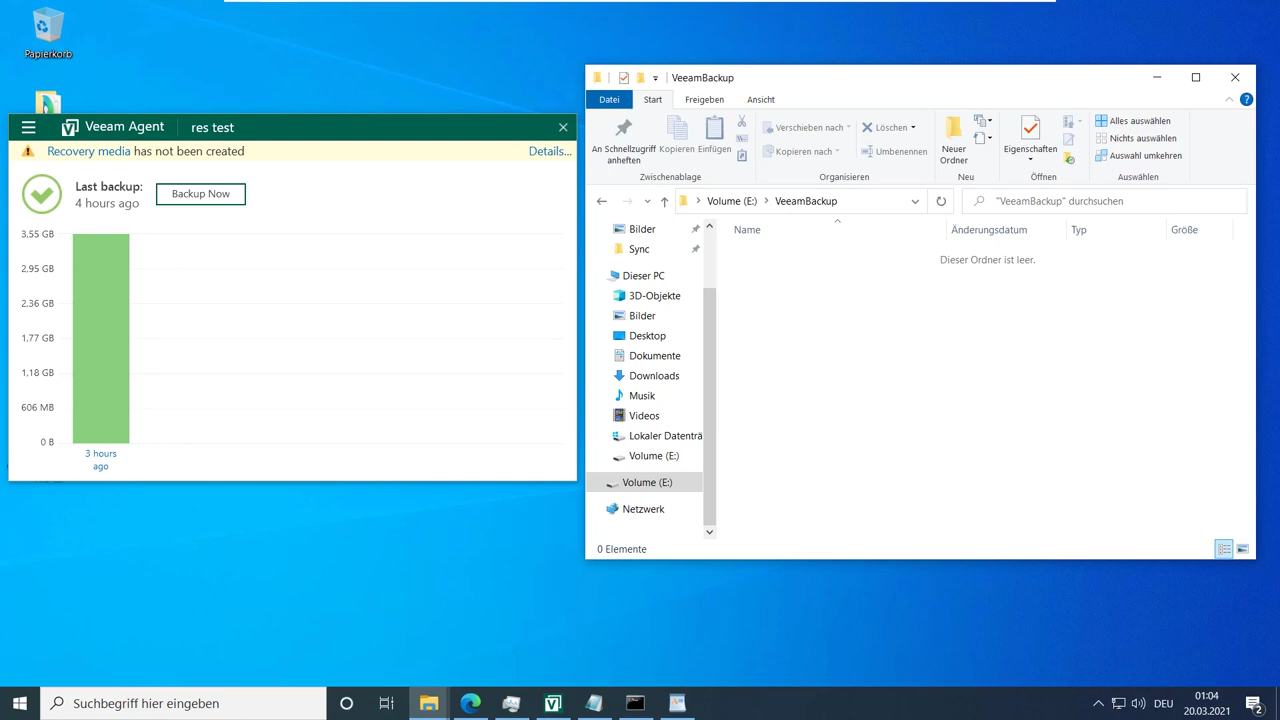 Papierkorb
Veeam Agent
res test
Recovery media has not been created
Details...
Last backup:
4 hours ago
Backup Now
3,55 GB
2,95 GB
2,36 GB
1,77 GB
1,18 GB
606 MB
0 B
3 hours
ago
VeeamBackup
Datei
Start
Freigeben
Ansicht
An Schnellzugriff
anheften
Kopieren
Einfügen
Zwischenablage
Verschieben nach
Kopieren nach
Löschen
Umbenennen
Organisieren
Neuer
Ordner
Neu
Eigenschaften
Öffnen
Alles auswählen
Nichts auswählen
Auswahl umkehren
Auswählen
Volume (E:)
VeeamBackup
"VeeamBackup" durchsuchen
Name
Änderungsdatum
Typ
Größe
Dieser Ordner ist leer.
Bilder
Sync
Dieser PC
3D-Objekte
Bilder
Desktop
Dokumente
Downloads
Musik
Videos
Lokaler Datenträ
Volume (E:)
Volume (E:)
Netzwerk
0 Elemente
Suchbegriff hier eingeben
DEU
01:04
20.03.2021
2